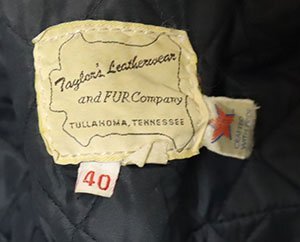 Taylor's Leatherwear
and FUR Company
TULLAHOMA, TENNESSEE
40